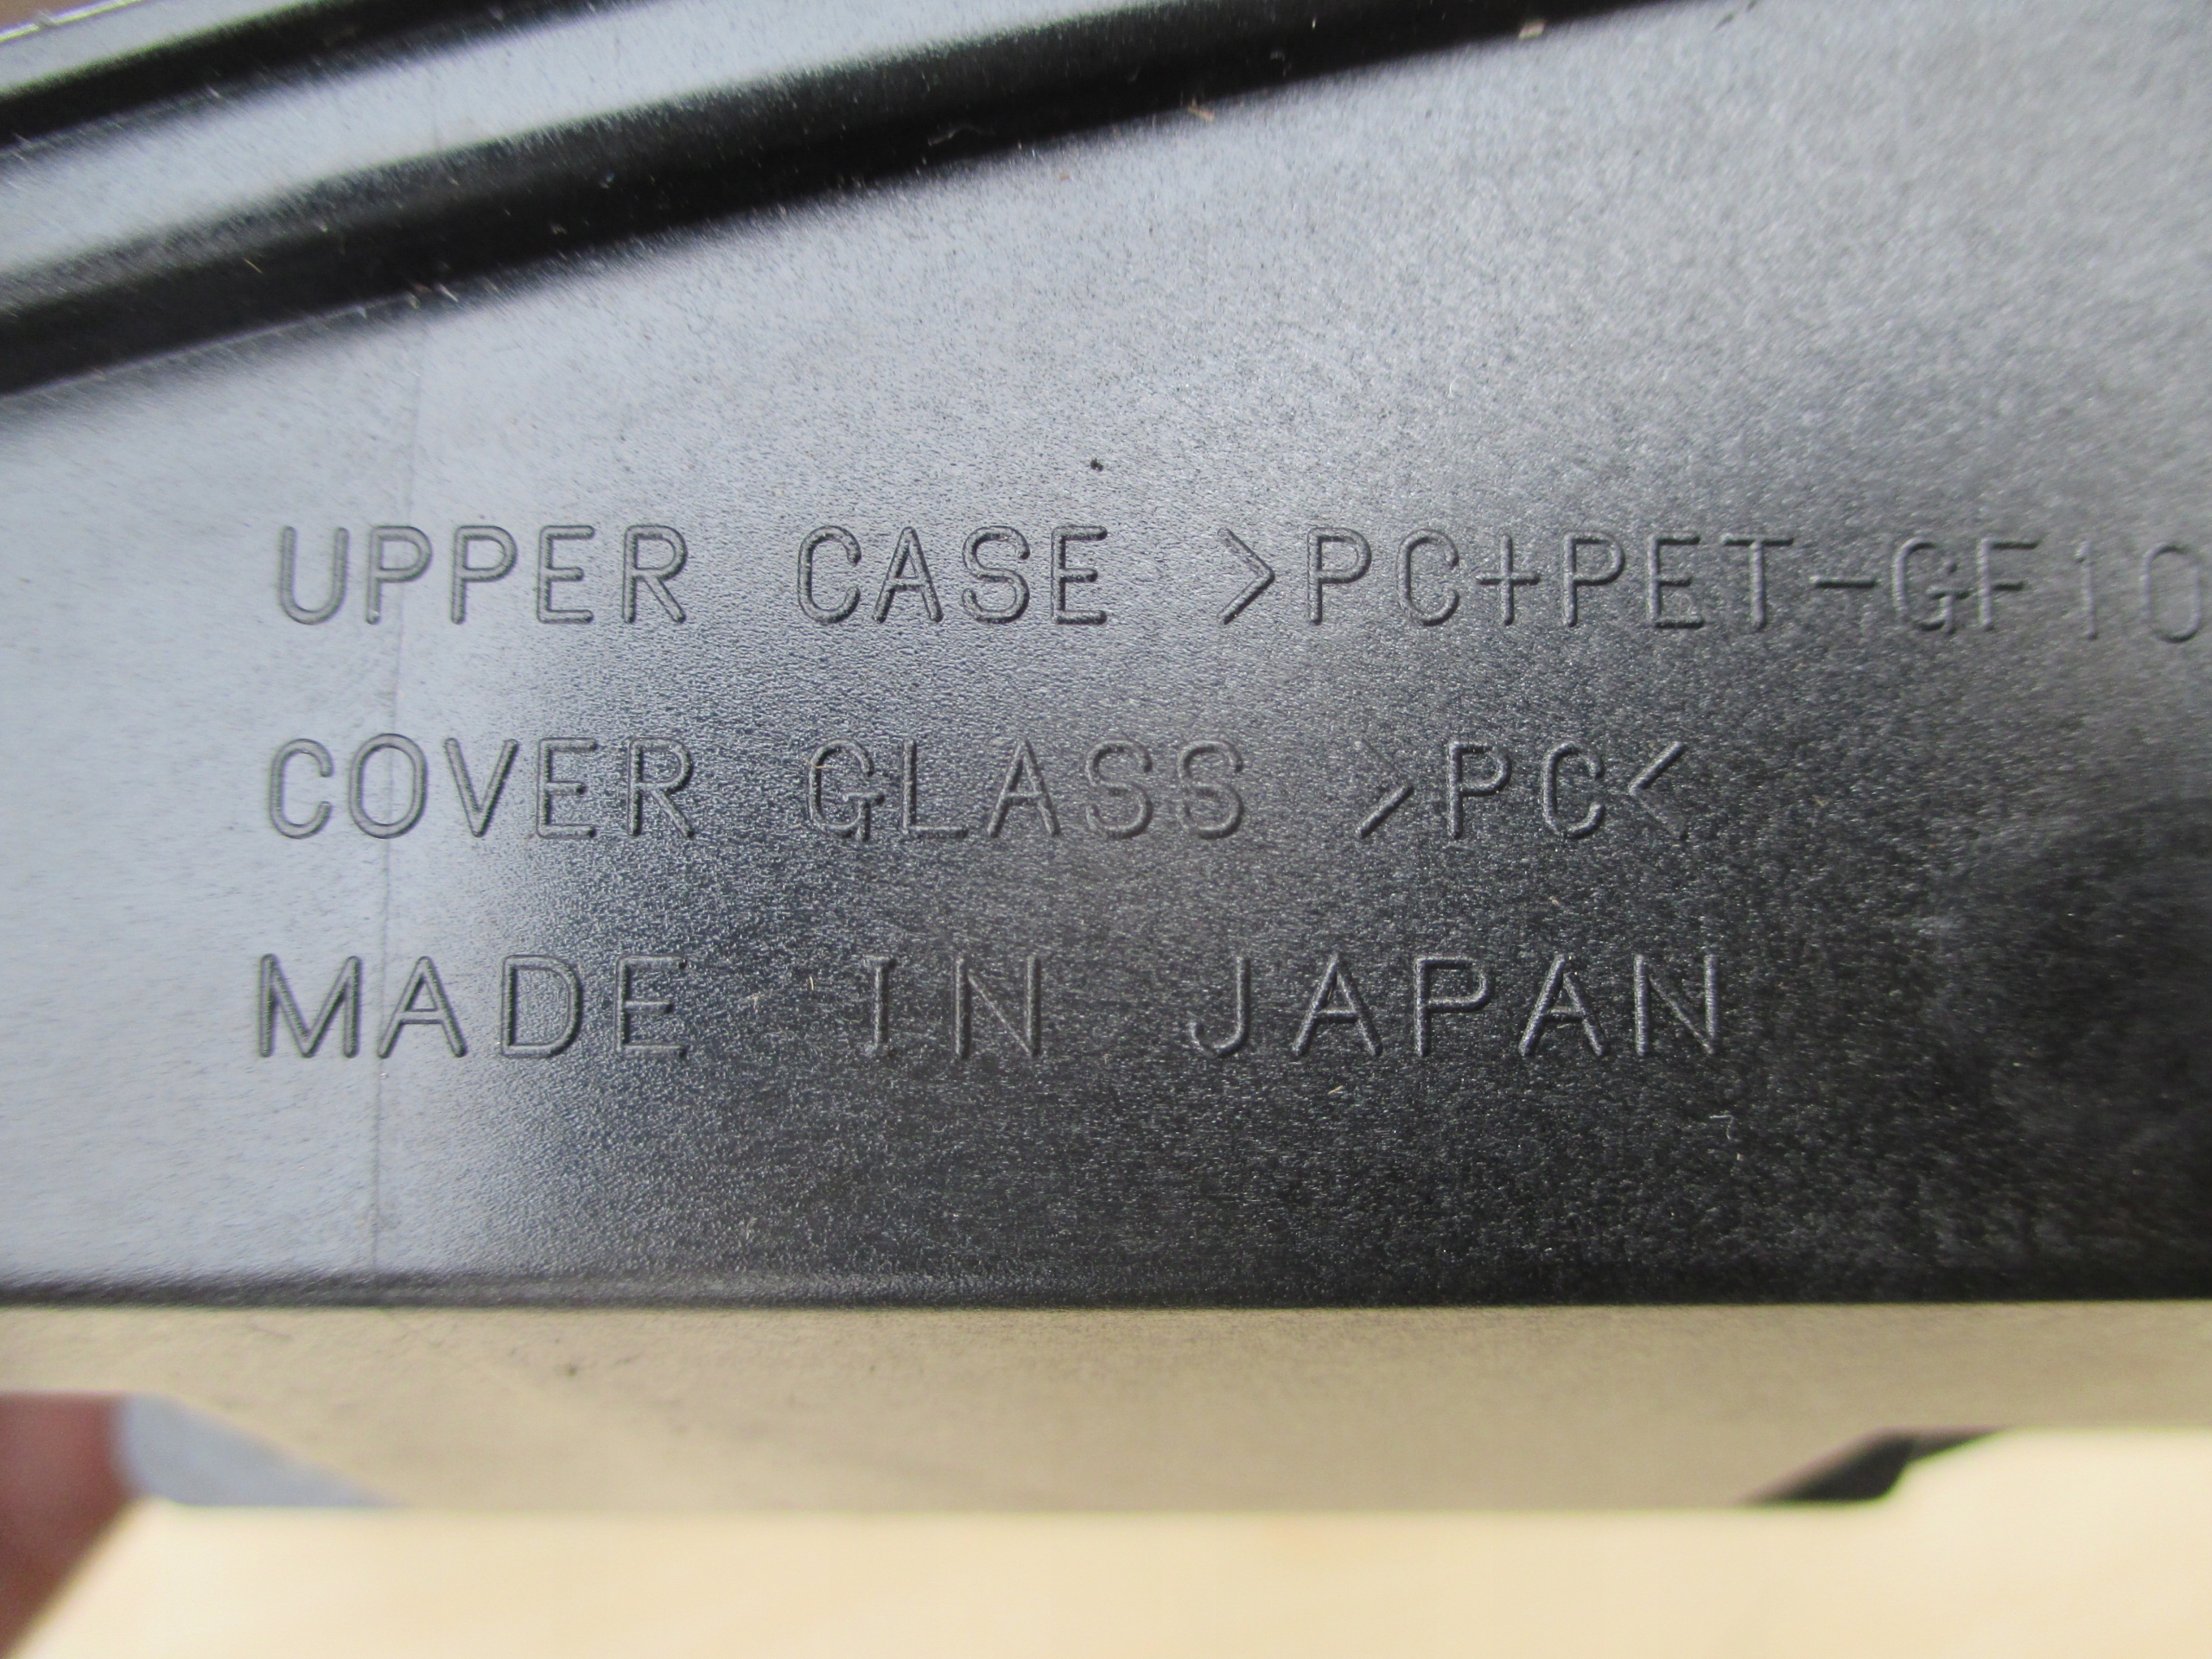 UPPER CASE >PC+PET-GF10
COVER GLASS >PC<
MADE IN JAPAN